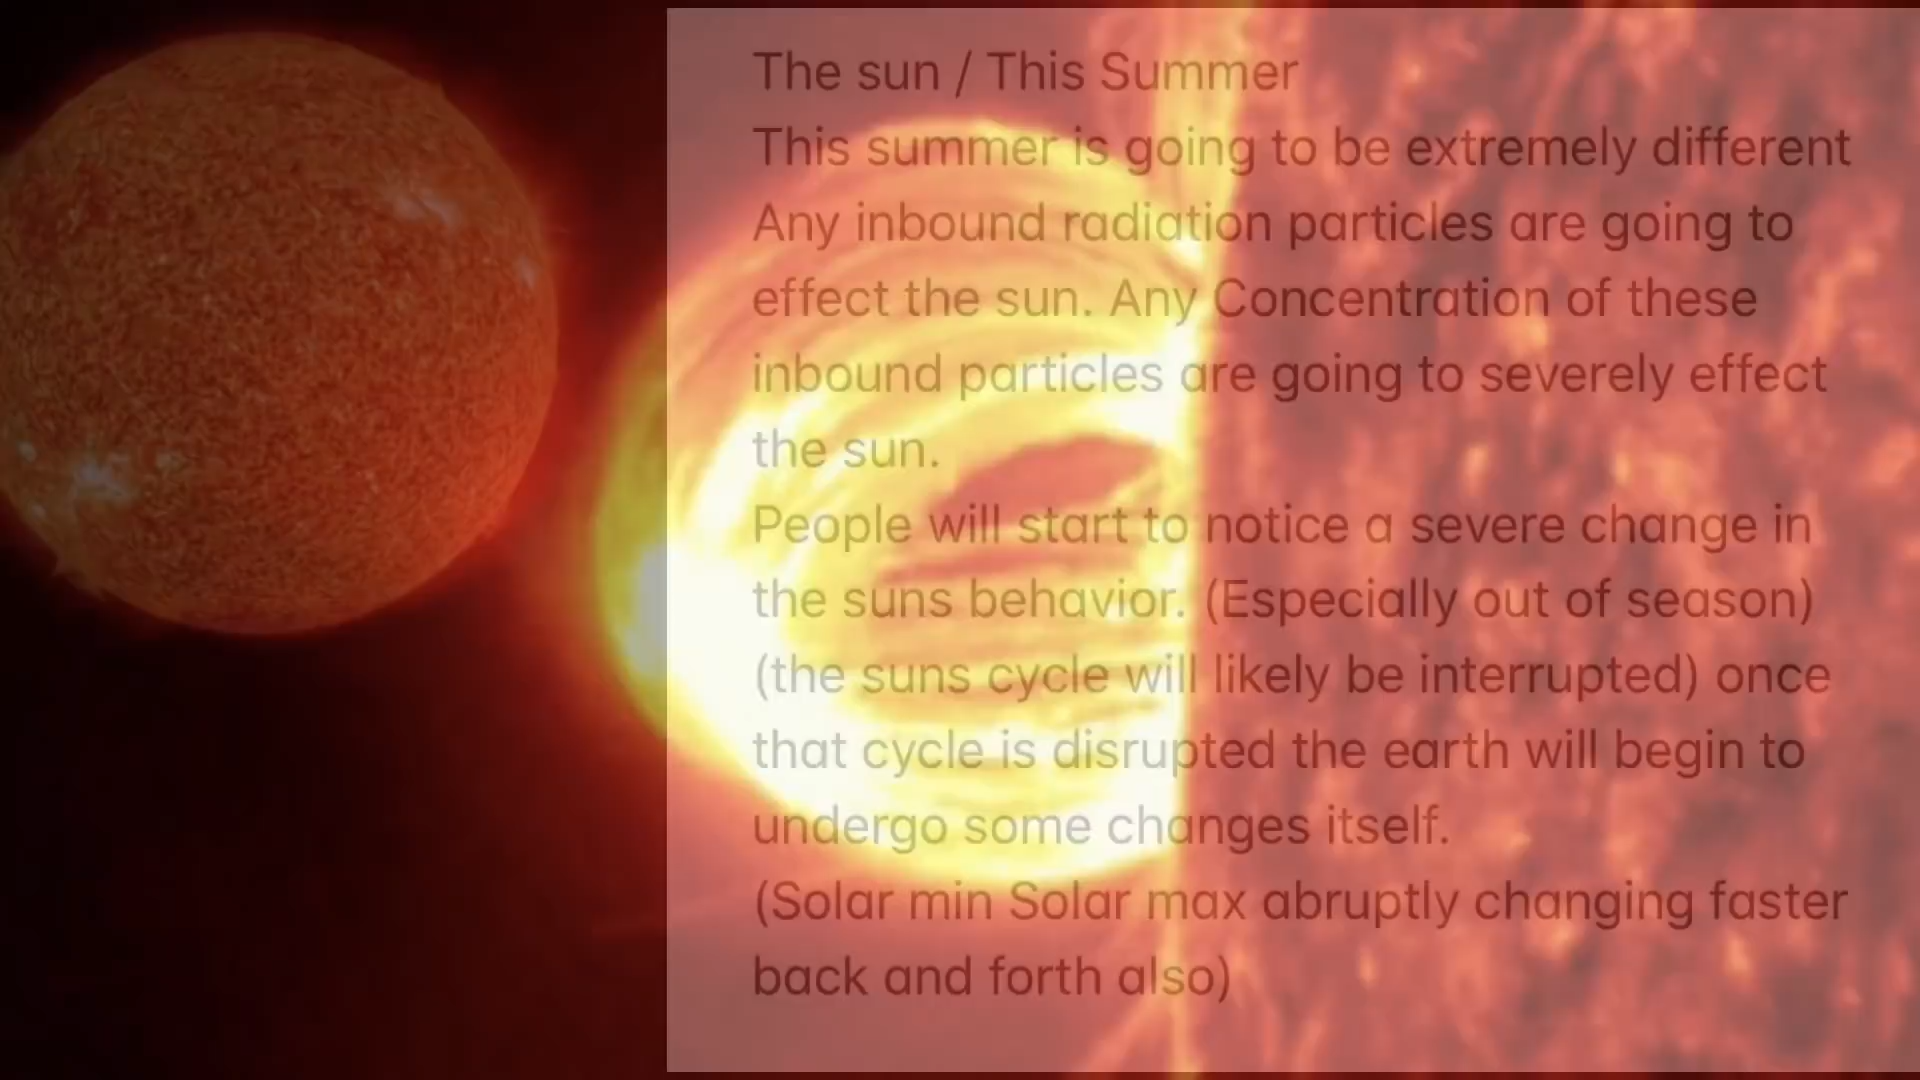 The sun / This Summer
This summer is going to be extremely different
Any inbound radiation particles are going to
effect the sun. Any Concentration of these
inbound particles are going to severely effect
the sun.
People will start to notice a severe change in
the suns behavior. (Especially out of season)
(the suns cycle will likely be interrupted) once
that cycle is disrupted the earth will begin to
undergo some changes itself.
(Solar min Solar max abruptly changing faster
back and forth also)